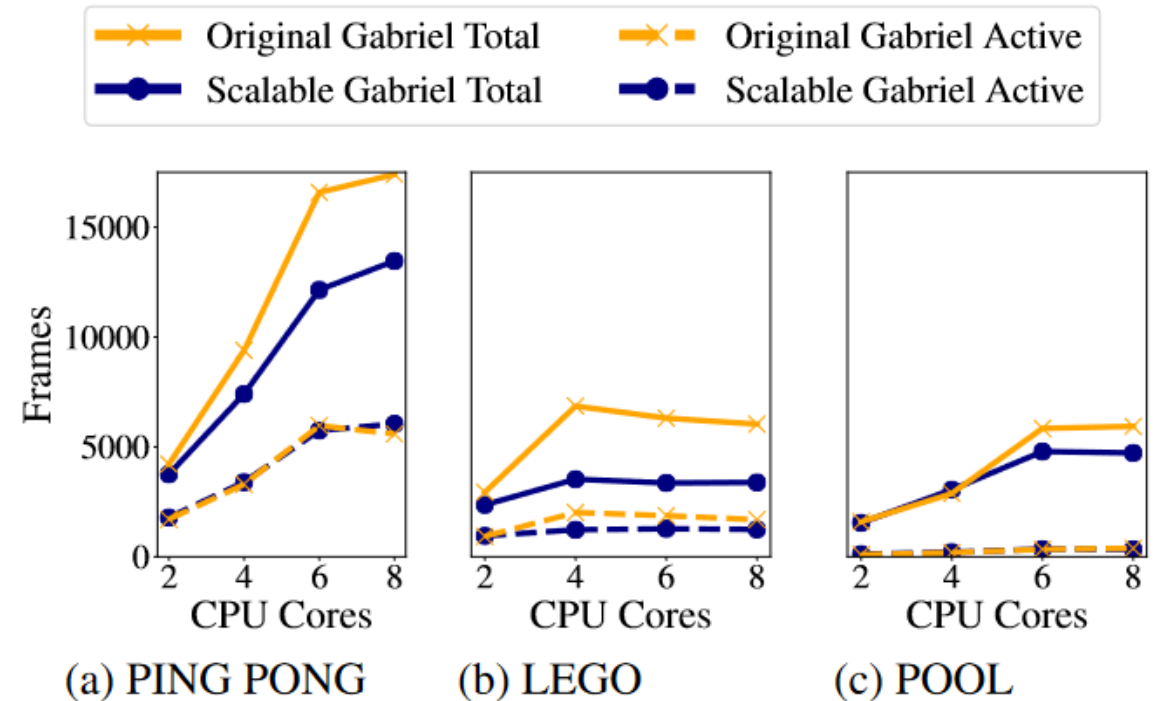 Original Gabriel Total
Original Gabriel Active
Scalable Gabriel Total
Scalable Gabriel Active
Frames
15000
10000
5000
0
2 4 6 8
2 4 6 8
2 4 6 8
CPU Cores
CPU Cores
CPU Cores
(a) PING PONG
(b) LEGO
(c) POOL